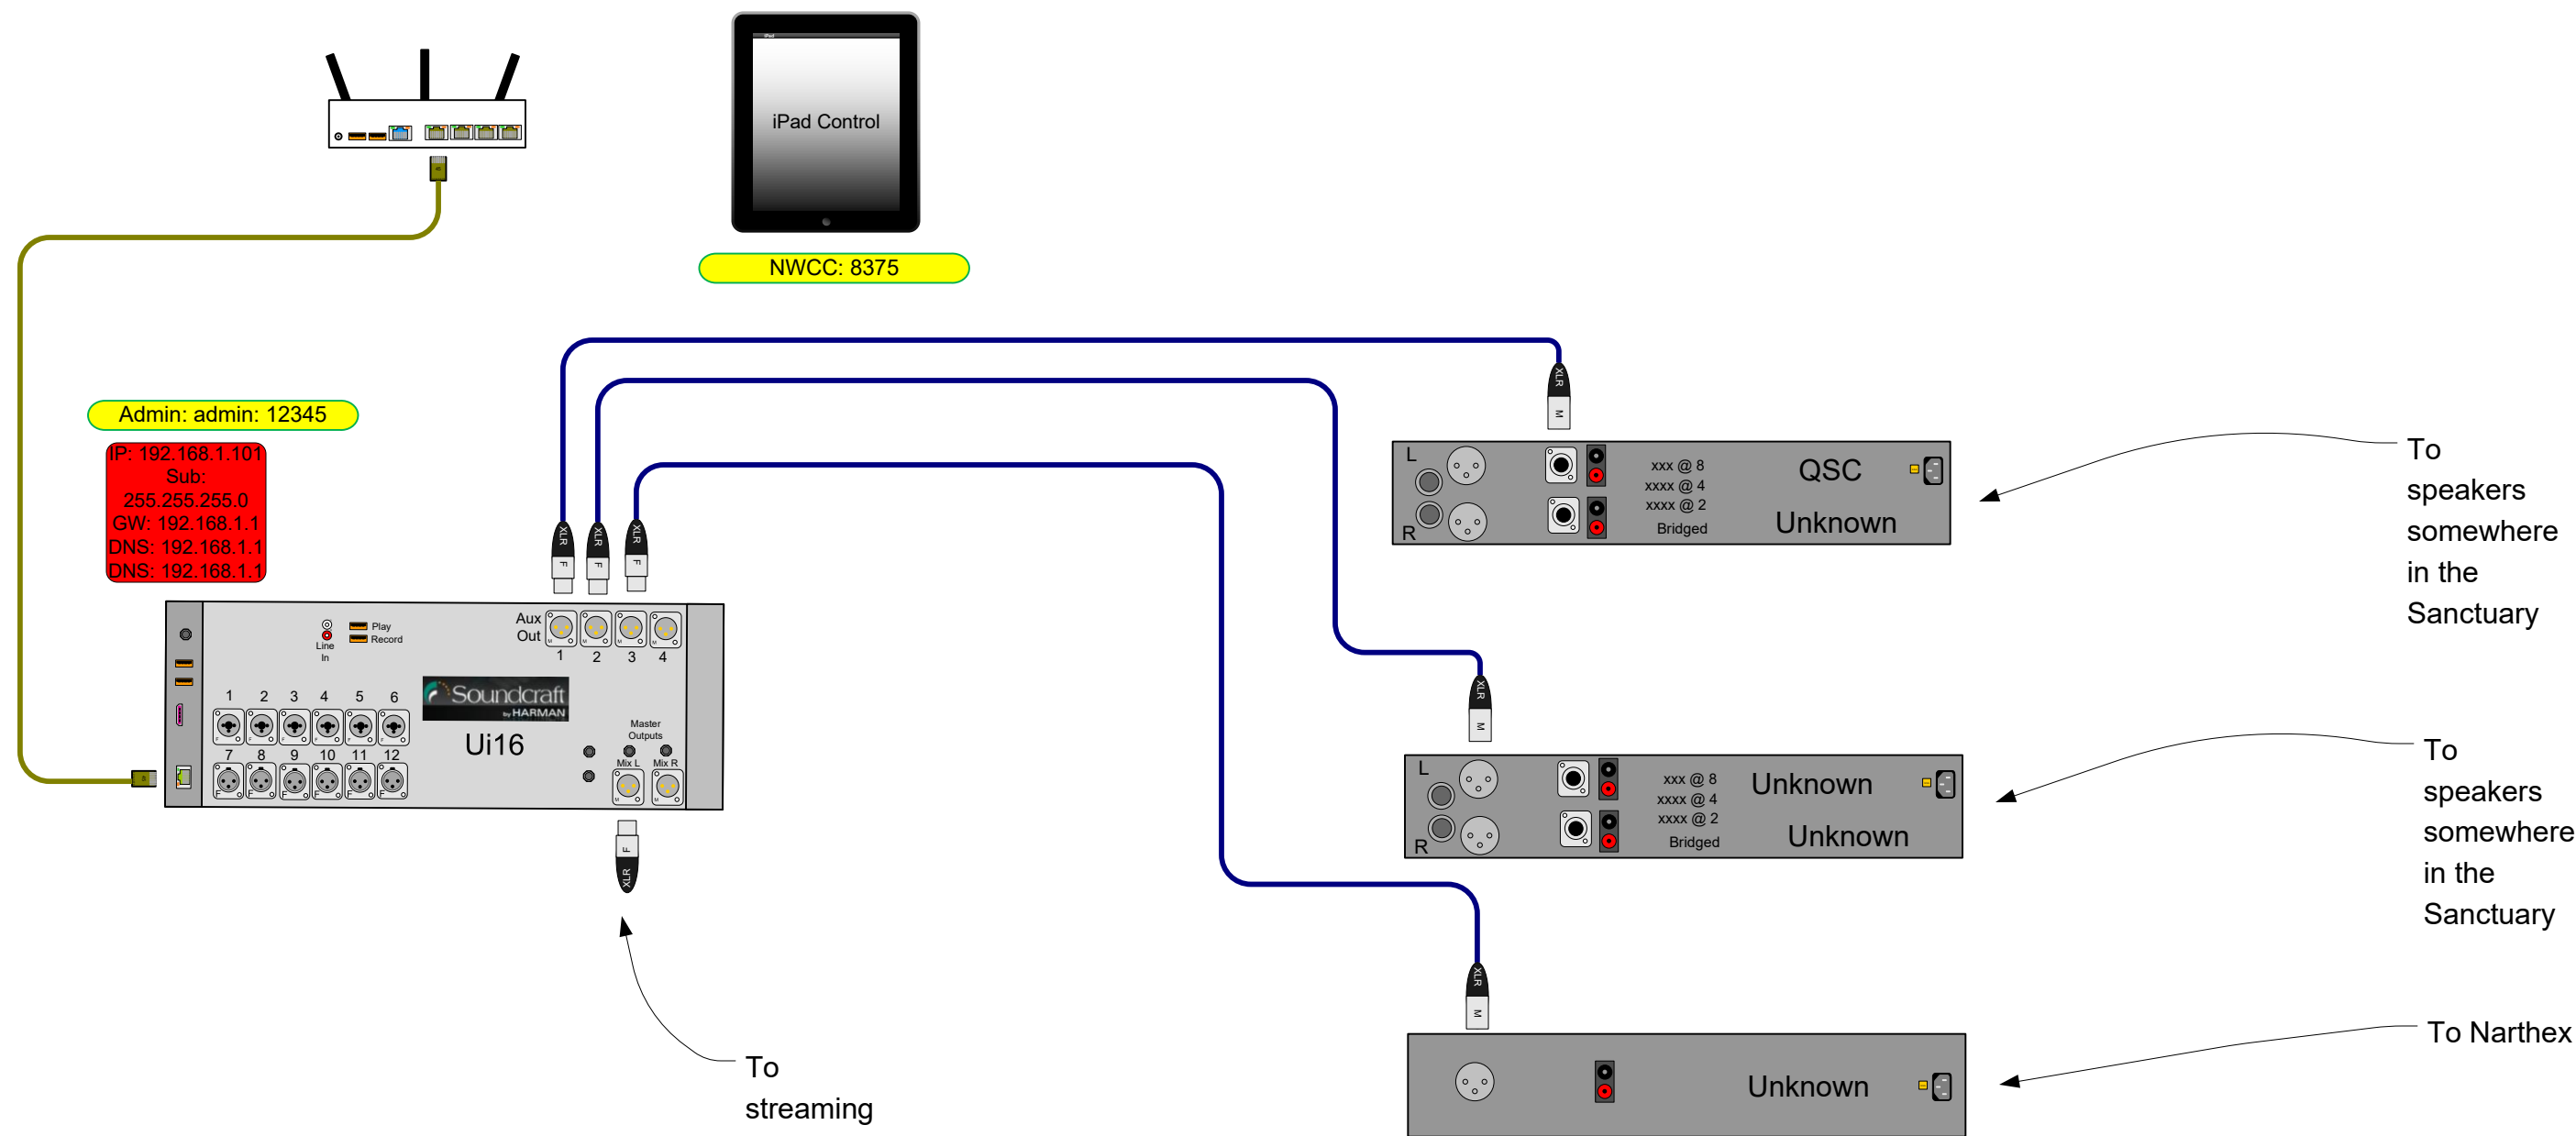 iPad
iPad Control
NWCC: 8375
Admin: admin: 12345
IP: 192.168.1.101
Sub:
255.255.255.0
GW: 192.168.1.1
DNS: 192.168.1.1
DNS: 192.168.1.1
XLR
F
XLR
F
XLR
F
Line
In
Play
Record
Aux
Out
M
M
M
M
1
2
3
4
Soundcraft
by HARMAN
Ui16
1
2
3
4
5
6
F
F
F
F
F
F
7
8
9
10
11
12
F
F
F
F
F
F
Master
Outputs
Mix L
Mix R
M
M
F
XLR
To
streaming
XLR
M
L
R
xxx @ 8
xxxx @ 4
xxxx @ 2
Bridged
QSC
Unknown
To
speakers
somewhere
in the
Sanctuary
XLR
M
L
R
xxx @ 8
xxxx @ 4
xxxx @ 2
Bridged
Unknown
Unknown
To
speakers
somewhere
in the
Sanctuary
XLR
M
Unknown
To Narthex